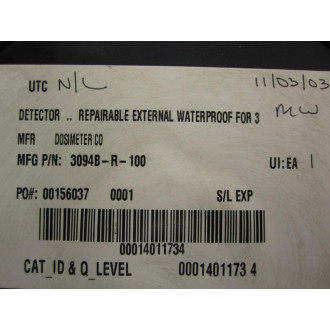 UTC N/L 11/03/03
DETECTOR .. REPAIRABLE EXTERNAL WATERPROOF FOR 3
MFR DOSIMETER CO
MFG P/N: 3094B-R-100 UI:EA 1
PO#: 00156037 0001 S/L EXP
00014011734
CAT_ID & Q_LEVEL 0001401173 4